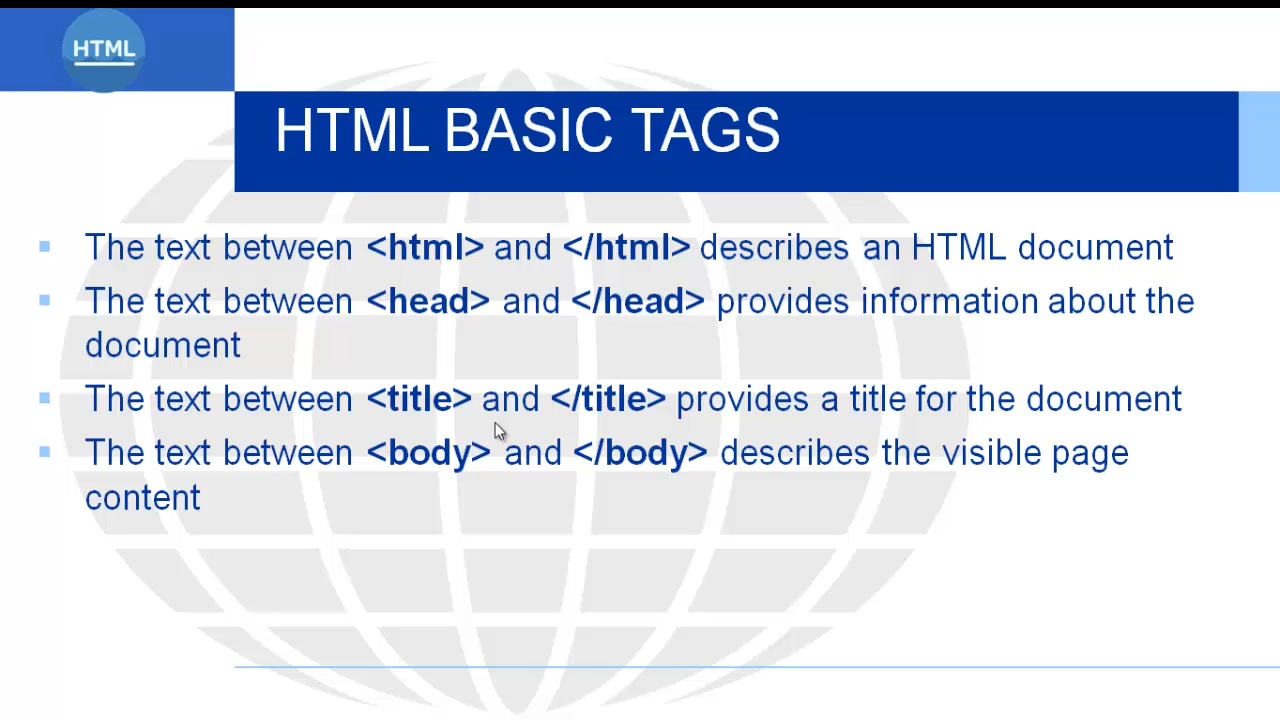 HTML
HTML BASIC TAGS
The text between <html> and </html> describes an HTML document
The text between <head> and </head> provides information about the
document
The text between <title> and </title> provides a title for the document
The text between <body> and </body> describes the visible page
content